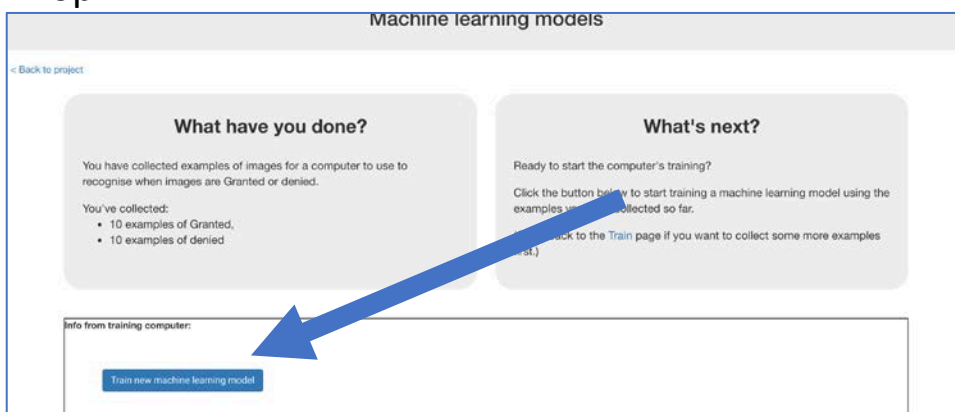 Machine learning models
< Back to project
What have you done?
You have collected examples of images for a computer to use to
recognise when images are Granted or denied.
You've collected:
• 10 examples of Granted,
• 10 examples of denied
What's next?
Ready to start the computer's training?
Click the button below to start training a machine learning model using the
examples collected so far.
back to the Train page if you want to collect some more examples
first.)
Info from training computer:
Train new machine learning model